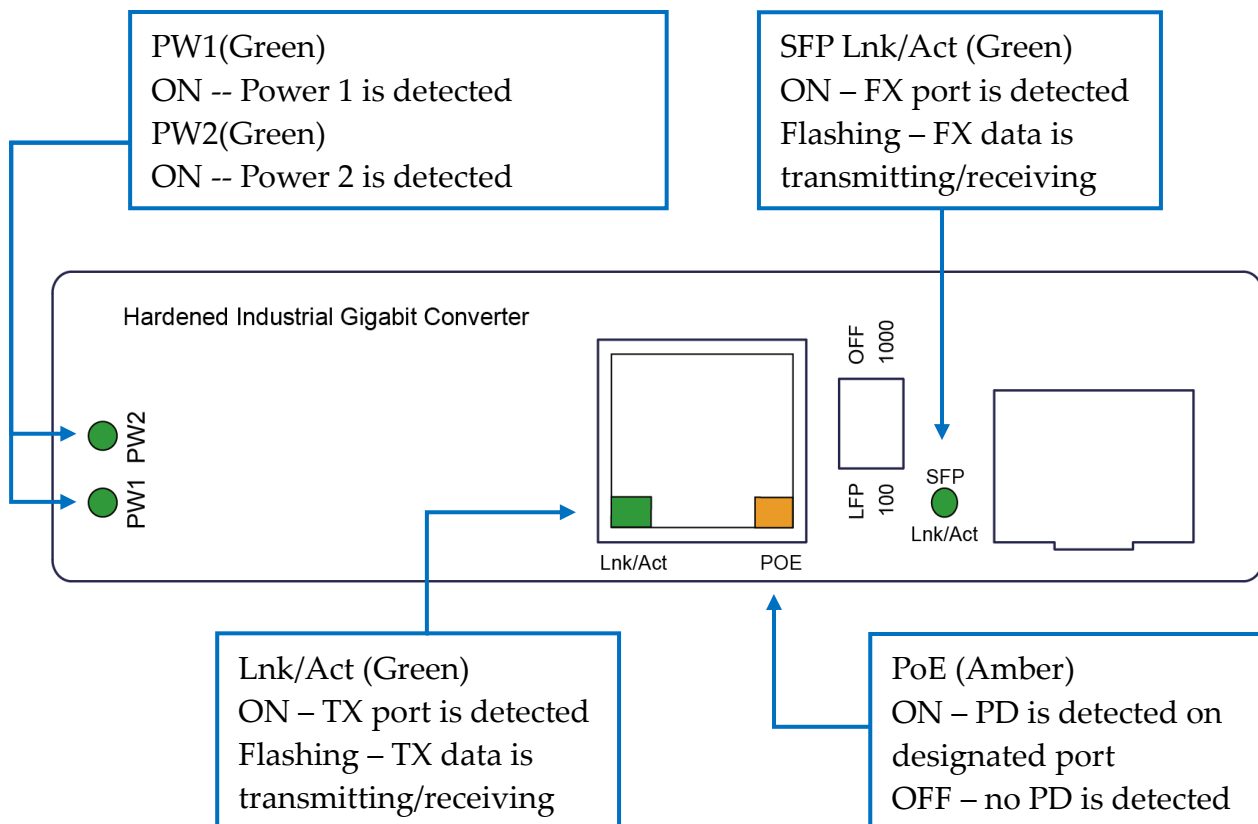 PW1(Green)
ON -- Power 1 is detected
PW2(Green)
ON -- Power 2 is detected
SFP Lnk/Act (Green)
ON – FX port is detected
Flashing – FX data is
transmitting/receiving
Hardened Industrial Gigabit Converter
PW2
PW1
Lnk/Act
POE
OFF
1000
LFP
100
SFP
Lnk/Act
Lnk/Act (Green)
ON – TX port is detected
Flashing – TX data is
transmitting/receiving
PoE (Amber)
ON – PD is detected on
designated port
OFF – no PD is detected